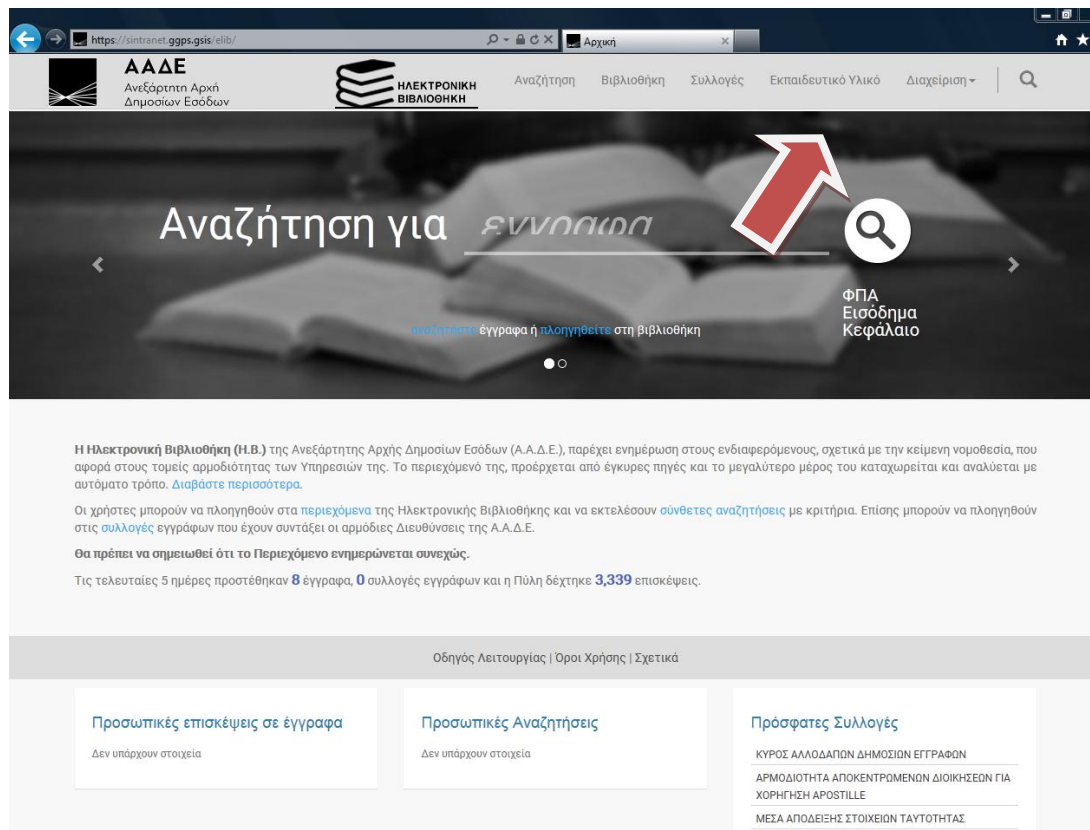 https://sintranet.ggps.gsis/elib/
Αρχική
ΑΑΔΕ
Ανεξάρτητη Αρχή
Δημοσίων Εσόδων
ΗΛΕΚΤΡΟΝΙΚΗ
ΒΙΒΛΙΟΘΗΚΗ
Αναζήτηση Βιβλιοθήκη Συλλογές Εκπαιδευτικό Υλικό Διαχείριση
Αναζήτηση για έγγραφα
ΦΠΑ
Εισόδημα
Κεφάλαιο
αναζητήστε έγγραφα ή πλοηγηθείτε στη βιβλιοθήκη
Η Ηλεκτρονική Βιβλιοθήκη (Η.Β.) της Ανεξάρτητης Αρχής Δημοσίων Εσόδων (Α.Α.Δ.Ε.), παρέχει ενημέρωση στους ενδιαφερόμενους, σχετικά με την κείμενη νομοθεσία, που
αφορά στους τομείς αρμοδιότητας των Υπηρεσιών της. Το περιεχόμενό της, προέρχεται από έγκυρες πηγές και το μεγαλύτερο μέρος του καταχωρείται και αναλύεται με
αυτόματο τρόπο. Διαβάστε περισσότερα.
Οι χρήστες μπορούν να πλοηγηθούν στα περιεχόμενα της Ηλεκτρονικής Βιβλιοθήκης και να εκτελέσουν σύνθετες αναζητήσεις με κριτήρια. Επίσης μπορούν να πλοηγηθούν
στις συλλογές εγγράφων που έχουν συντάξει οι αρμόδιες Διευθύνσεις της Α.Α.Δ.Ε.
Θα πρέπει να σημειωθεί ότι το Περιεχόμενο ενημερώνεται συνεχώς.
Τις τελευταίες 5 ημέρες προστέθηκαν 8 έγγραφα, 0 συλλογές εγγράφων και η Πύλη δέχτηκε 3,339 επισκέψεις.
Οδηγός Λειτουργίας | Όροι Χρήσης | Σχετικά
Προσωπικές επισκέψεις σε έγγραφα
Δεν υπάρχουν στοιχεία
Προσωπικές Αναζητήσεις
Δεν υπάρχουν στοιχεία
Πρόσφατες Συλλογές
ΚΥΡΟΣ ΑΛΛΟΔΑΠΩΝ ΔΗΜΟΣΙΩΝ ΕΓΓΡΑΦΩΝ
ΑΡΜΟΔΙΟΤΗΤΑ ΑΠΟΚΕΝΤΡΩΜΕΝΩΝ ΔΙΟΙΚΗΣΕΩΝ ΓΙΑ
ΧΟΡΗΓΗΣΗ APOSTILLE
ΜΕΣΑ ΑΠΟΔΕΙΞΗΣ ΣΤΟΙΧΕΙΩΝ ΤΑΥΤΟΤΗΤΑΣ